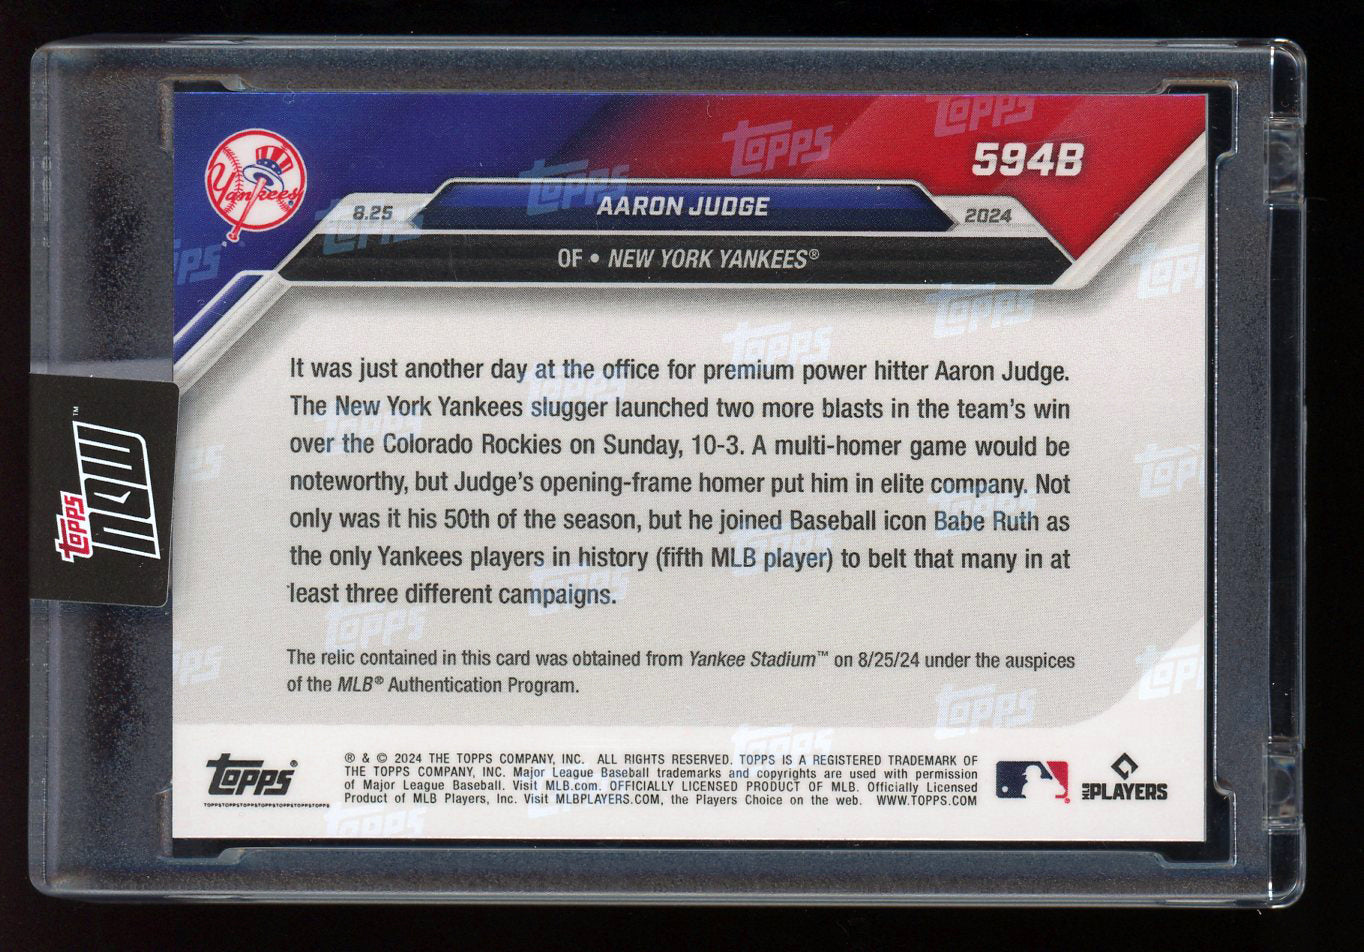 Yankees
594B
AARON JUDGE
8.25
2024
OF • NEW YORK YANKEES®
It was just another day at the office for premium power hitter Aaron Judge.
The New York Yankees slugger launched two more blasts in the team's win
over the Colorado Rockies on Sunday, 10-3. A multi-homer game would be
noteworthy, but Judge's opening-frame homer put him in elite company. Not
only was it his 50th of the season, but he joined Baseball icon Babe Ruth as
the only Yankees players in history (fifth MLB player) to belt that many in at
least three different campaigns.
The relic contained in this card was obtained from Yankee Stadium™ on 8/25/24 under the auspices
of the MLB® Authentication Program.
topps®
TOPPSTOPPSTOPPSTOPPSTOPPSTOPPSTOPPS
® & © 2024 THE TOPPS COMPANY, INC. ALL RIGHTS RESERVED. TOPPS IS A REGISTERED TRADEMARK OF
THE TOPPS COMPANY, INC. Major League Baseball trademarks and copyrights are used with permission
of Major League Baseball. Visit MLB.com. OFFICIALLY LICENSED PRODUCT OF MLB. Officially Licensed
Product of MLB Players, Inc. Visit MLBPLAYERS.COM, the Players Choice on the web. WWW.TOPPS.COM
MLB PLAYERS
topps NOW™